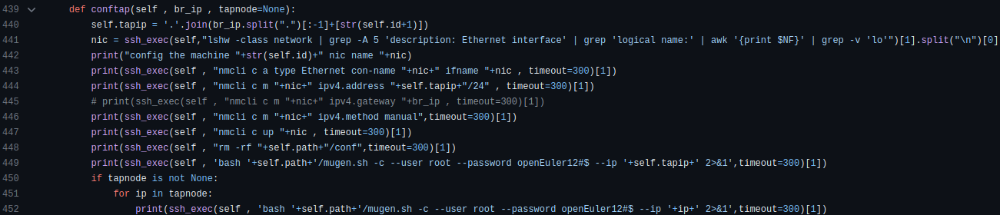 439 def conftap(self , br_ip , tapnode=None):
440 self.tapip = '.'.join(br_ip.split(".")[:-1]+[str(self.id+1)])
441 nic = ssh_exec(self,"lshw -class network | grep -A 5 'description: Ethernet interface' | grep 'logical name:' | awk '{print $NF}' | grep -v 'lo'")[1].split("\n")[0]
442 print("config the machine "+str(self.id)+" nic name "+nic)
443 print(ssh_exec(self , "nmcli c a type Ethernet con-name "+nic+" ifname "+nic , timeout=300)[1])
444 print(ssh_exec(self , "nmcli c m "+nic+" ipv4.address "+self.tapip+"/24" , timeout=300)[1])
445 # print(ssh_exec(self , "nmcli c m "+nic+" ipv4.gateway "+br_ip , timeout=300)[1])
446 print(ssh_exec(self , "nmcli c m "+nic+" ipv4.method manual",timeout=300)[1])
447 print(ssh_exec(self , "nmcli c up "+nic , timeout=300)[1])
448 print(ssh_exec(self , "rm -rf "+self.path+"/conf",timeout=300)[1])
449 print(ssh_exec(self , 'bash '+self.path+'/mugen.sh -c --user root --password openEuler12#$ --ip '+self.tapip+' 2>&1',timeout=300)[1])
450 if tapnode is not None:
451 for ip in tapnode:
452 print(ssh_exec(self , 'bash '+self.path+'/mugen.sh -c --user root --password openEuler12#$ --ip '+ip+' 2>&1',timeout=300)[1])